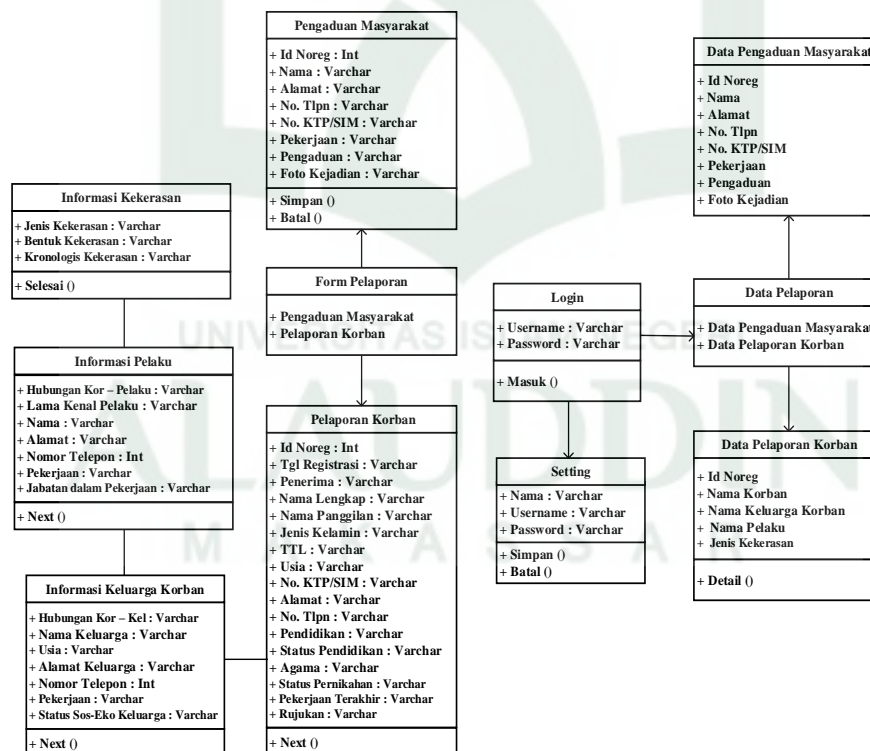 Pengaduan Masyarakat
+ Id Noreg : Int
+ Nama : Varchar
+ Alamat : Varchar
+ No. Tlpn : Varchar
+ No. KTP/SIM : Varchar
+ Pekerjaan : Varchar
+ Pengaduan : Varchar
+ Foto Kejadian : Varchar
+ Simpan ()
+ Batal ()
Data Pengaduan Masyarakat
+ Id Noreg
+ Nama
+ Alamat
+ No. Tlpn
+ No. KTP/SIM
+ Pekerjaan
+ Pengaduan
+ Foto Kejadian
Informasi Kekerasan
+ Jenis Kekerasan : Varchar
+ Bentuk Kekerasan : Varchar
+ Kronologis Kekerasan : Varchar
+ Selesai ()
Form Pelaporan
+ Pengaduan Masyarakat
+ Pelaporan Korban
Login
+ Username : Varchar
+ Password : Varchar
+ Masuk ()
Data Pelaporan
+ Data Pengaduan Masyarakat
+ Data Pelaporan Korban
Informasi Pelaku
+ Hubungan Kor – Pelaku : Varchar
+ Lama Kenal Pelaku : Varchar
+ Nama : Varchar
+ Alamat : Varchar
+ Nomor Telepon : Int
+ Pekerjaan : Varchar
+ Jabatan dalam Pekerjaan : Varchar
+ Next ()
Pelaporan Korban
+ Id Noreg : Int
+ Tgl Registrasi : Varchar
+ Penerima : Varchar
+ Nama Lengkap : Varchar
+ Nama Panggilan : Varchar
+ Jenis Kelamin : Varchar
+ TTL : Varchar
+ Usia : Varchar
+ No. KTP/SIM : Varchar
+ Alamat : Varchar
+ No. Tlpn : Varchar
+ Pendidikan : Varchar
+ Status Pendidikan : Varchar
+ Agama : Varchar
+ Status Pernikahan : Varchar
+ Pekerjaan Terakhir : Varchar
+ Rujukan : Varchar
+ Next ()
Setting
+ Nama : Varchar
+ Username : Varchar
+ Password : Varchar
+ Simpan ()
+ Batal ()
Data Pelaporan Korban
+ Id Noreg
+ Nama Korban
+ Nama Keluarga Korban
+ Nama Pelaku
+ Jenis Kekerasan
+ Detail ()
Informasi Keluarga Korban
+ Hubungan Kor – Kel : Varchar
+ Nama Keluarga : Varchar
+ Usia : Varchar
+ Alamat Keluarga : Varchar
+ Nomor Telepon : Int
+ Pekerjaan : Varchar
+ Status Sos-Eko Keluarga : Varchar
+ Next ()
ALAUDDIN
MAKASSAR